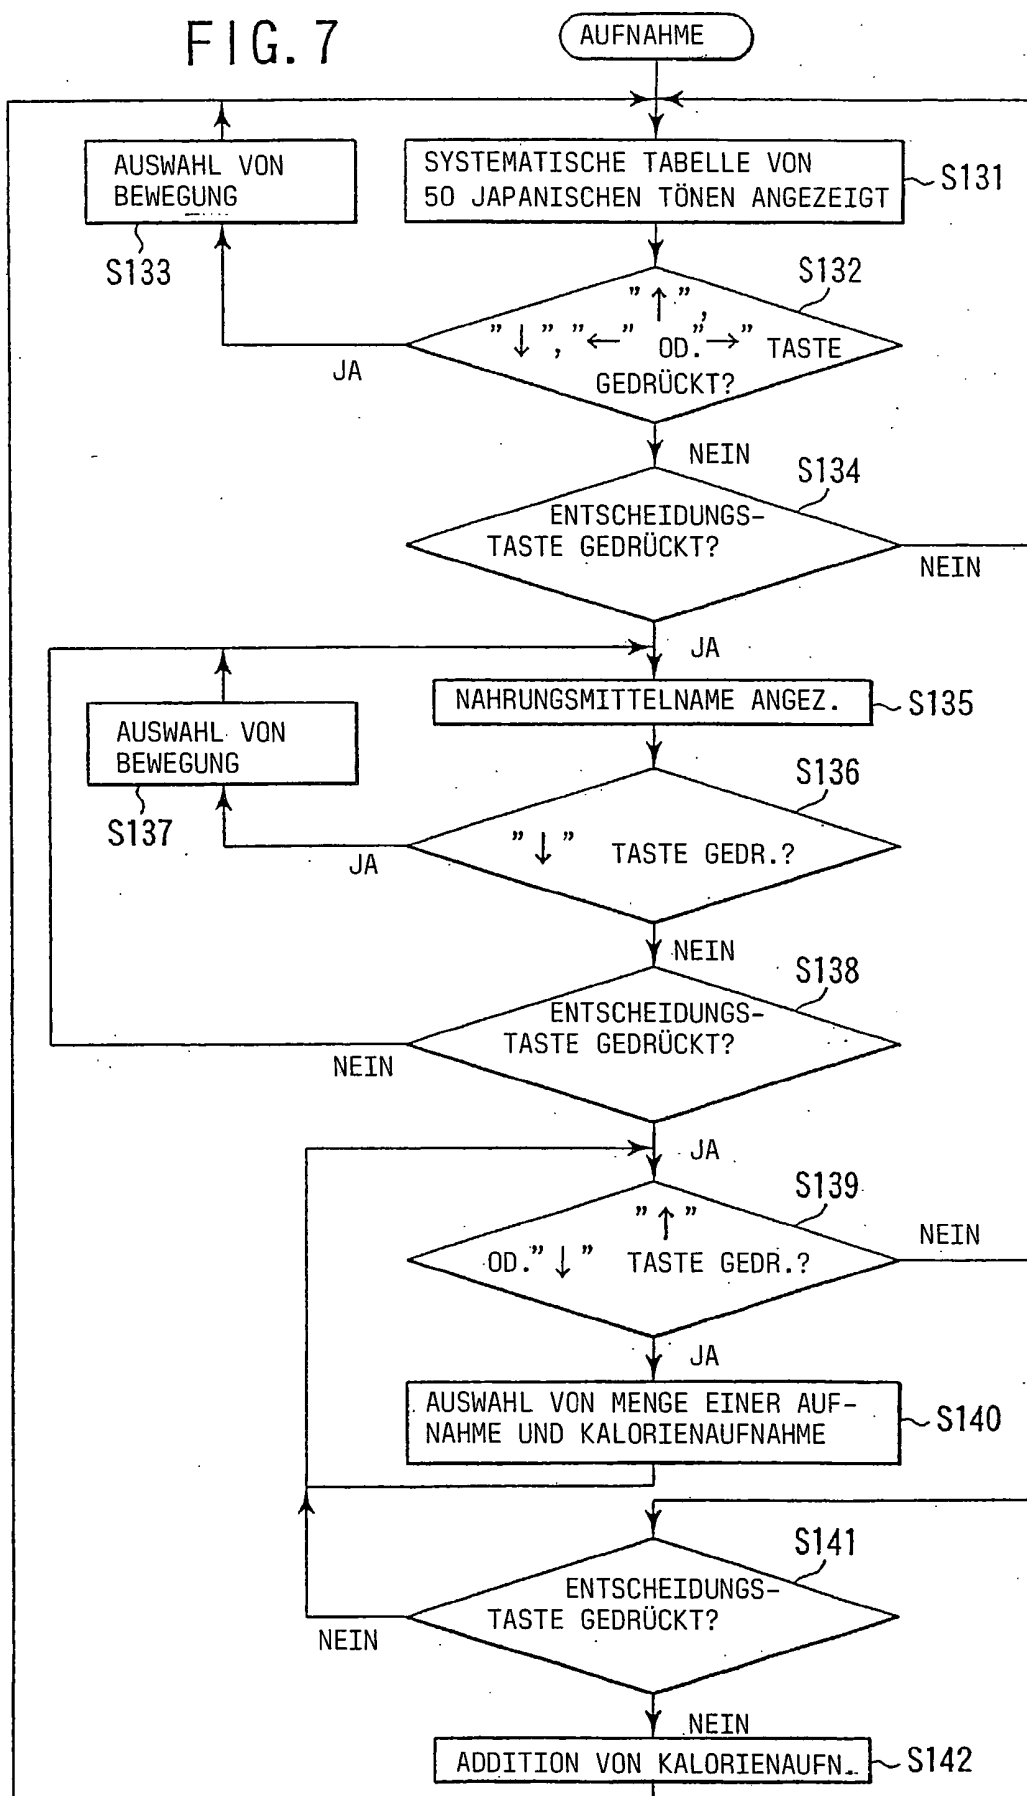 FIG. 7
AUFNAHME
AUSWAHL VON
BEWEGUNG
S133
SYSTEMATISCHE TABELLE VON
50 JAPANISCHEN TÖNEN ANGEZEIGT
S131
S132
"↑",
"↓", "←" OD."→" TASTE
GEDRÜCKT?
JA
NEIN
S134
ENTSCHEIDUNGS-
TASTE GEDRÜCKT?
NEIN
JA
NAHRUNGSMITTELNAME ANGEZ.
S135
AUSWAHL VON
BEWEGUNG
S137
S136
"↓" TASTE GEDR.?
JA
NEIN
S138
ENTSCHEIDUNGS-
TASTE GEDRÜCKT?
NEIN
JA
S139
"↑"
OD."↓" TASTE GEDR.?
NEIN
JA
AUSWAHL VON MENGE EINER AUF-
NAHME UND KALORIENAUFNAHME
S140
S141
ENTSCHEIDUNGS-
TASTE GEDRÜCKT?
NEIN
NEIN
ADDITION VON KALORIENAUFN.
S142